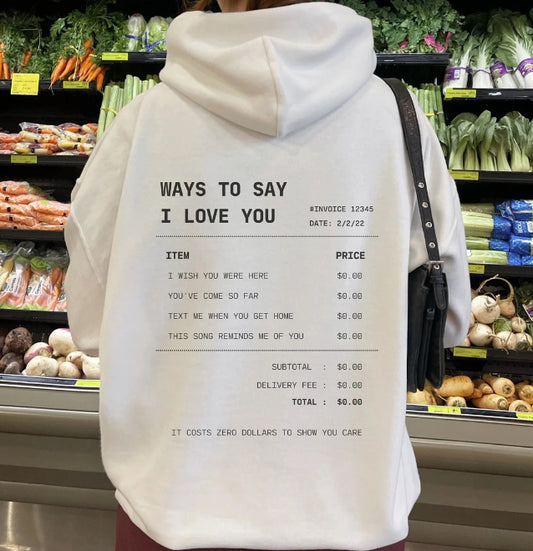 WAYS TO SAY
I LOVE YOU
#INVOICE 12345
DATE: 2/2/22
ITEM PRICE
I WISH YOU WERE HERE $0.00
YOU'VE COME SO FAR $0.00
TEXT ME WHEN YOU GET HOME $0.00
THIS SONG REMINDS ME OF YOU $0.00
SUBTOTAL : $0.00
DELIVERY FEE : $0.00
TOTAL : $0.00
IT COSTS ZERO DOLLARS TO SHOW YOU CARE